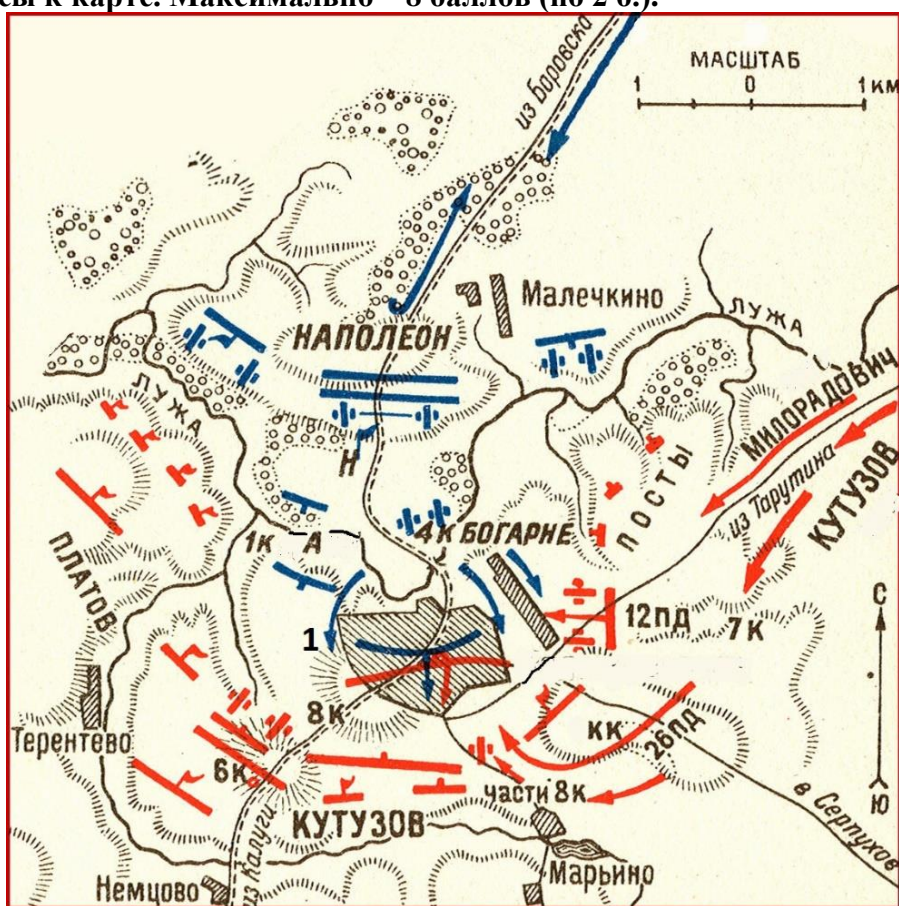 сы к карте. Максимально – 8 баллов (по 2 б.).
МАСШТАБ
1 0 1 км
из Боровска
Малечкино
ЛУЖА
НАПОЛЕОН
ЛУЖА
МИЛОРАДОВИЧ
из Тарутина
КУТУЗОВ
Н
ПОСТЫ
ПЛАТОВ
1К А 4К БОГАРНЕ
С
1
12ПД
7К
8К
КК
26ПД
Терентево
6К
части 8К
Ю
КУТУЗОВ
в Серпухов
из Калуги
Марьино
Немцово